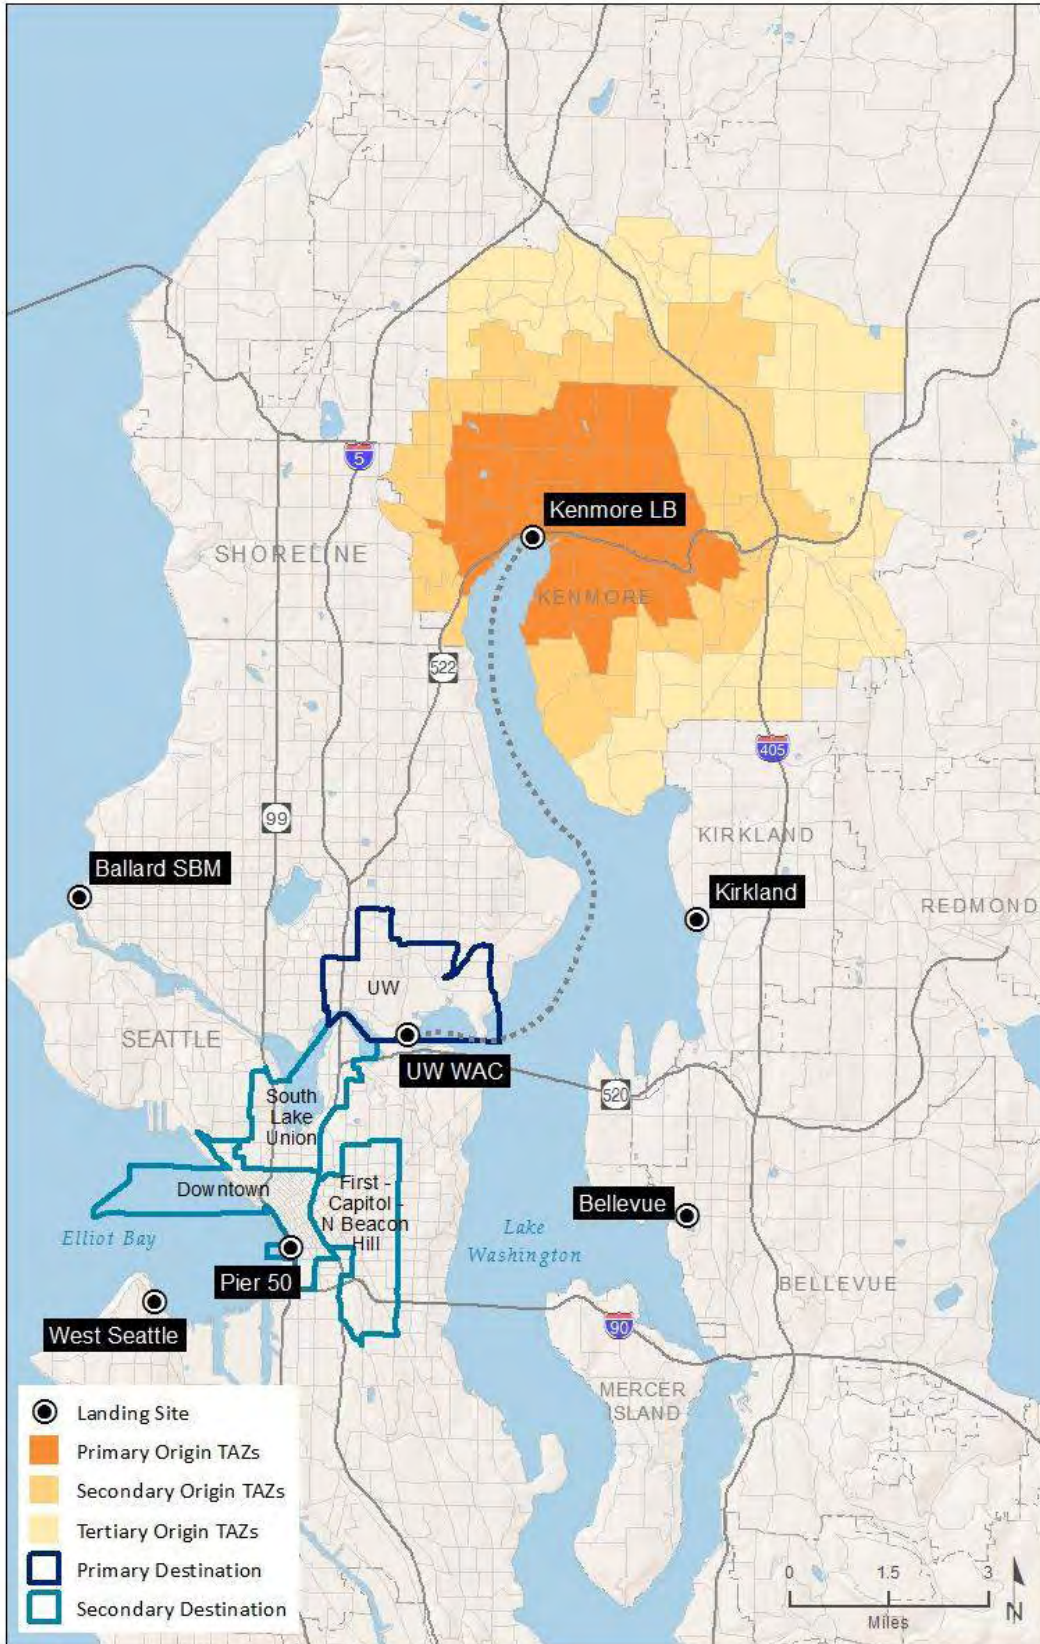 5
Kenmore LB
SHORELINE
KENMORE
522
405
99
KIRKLAND
Ballard SBM
Kirkland
REDMOND
UW
SEATTLE
UW WAC
520
South
Lake
Union
Downtown
First -
Capitol -
N Beacon
Hill
Bellevue
Elliot Bay
Lake
Washington
Pier 50
BELLEVUE
West Seattle
90
MERCER
ISLAND
Landing Site
Primary Origin TAZs
Secondary Origin TAZs
Tertiary Origin TAZs
Primary Destination
Secondary Destination
0 1.5 3
Miles
N